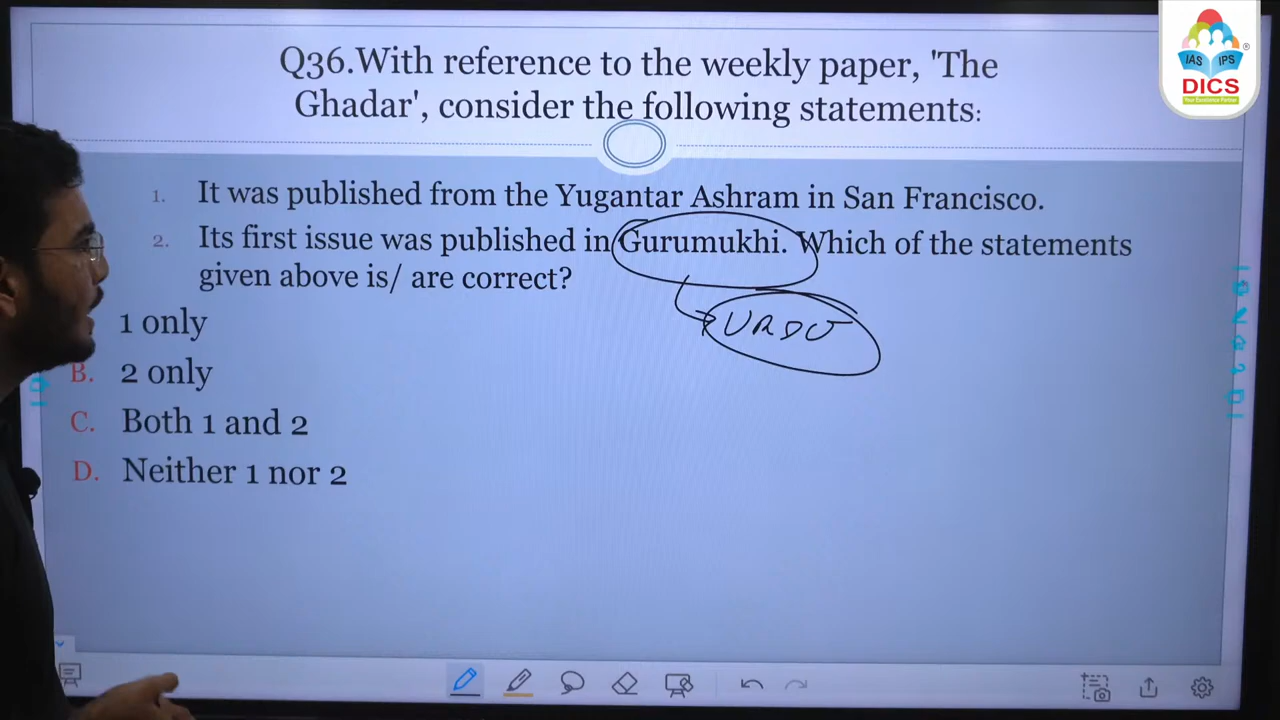 Q36.With reference to the weekly paper, 'The
Ghadar', consider the following statements:
IAS IPS
DICS
Your Excellence Partner
1. It was published from the Yugantar Ashram in San Francisco.
2. Its first issue was published in Gurumukhi. Which of the statements
given above is/ are correct?
URDU
1 only
B. 2 only
C. Both 1 and 2
D. Neither 1 nor 2